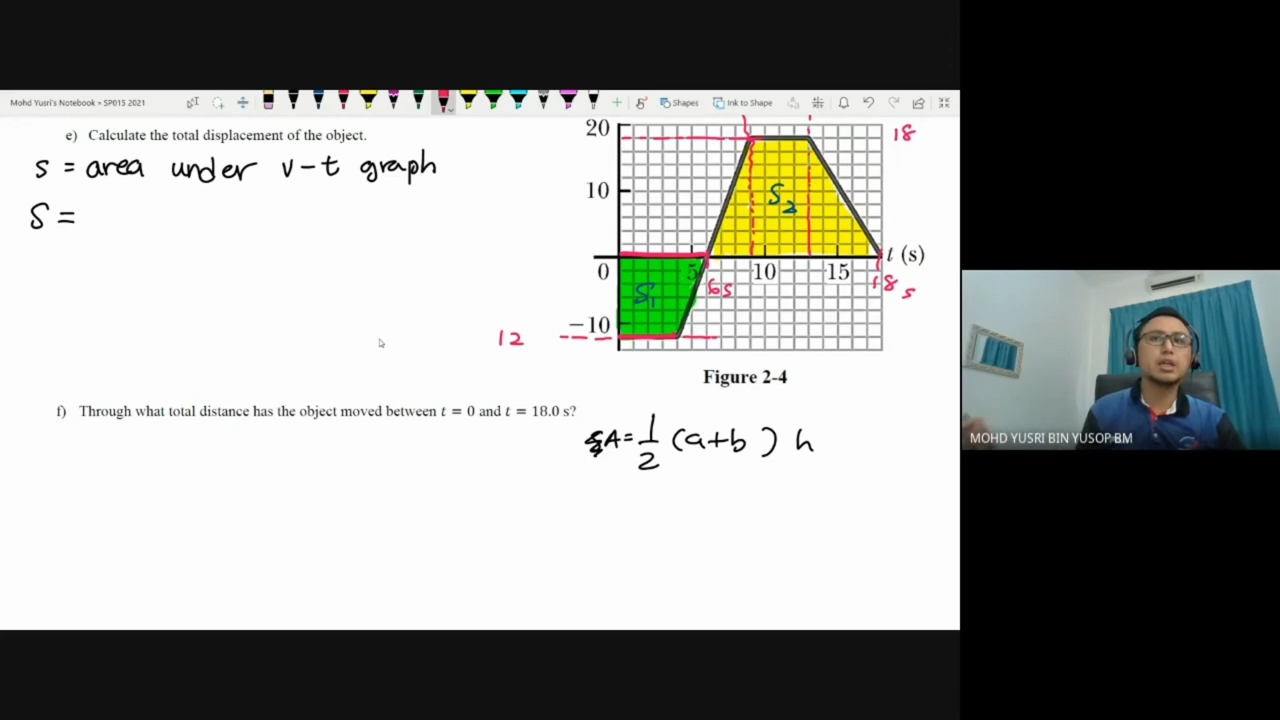 Mohd Yusri's Notebook » SP015 2021
Shapes
Ink to Shape
e) Calculate the total displacement of the object.
s = area under v-t graph
S =
20
18
10
S2
t (s)
0
5
10
15
6s
18 s
S1
-10
12
Figure 2-4
f) Through what total distance has the object moved between t = 0 and t = 18.0 s?
A = 1/2 (a+b) h
MOHD YUSRI BIN YUSOP BM